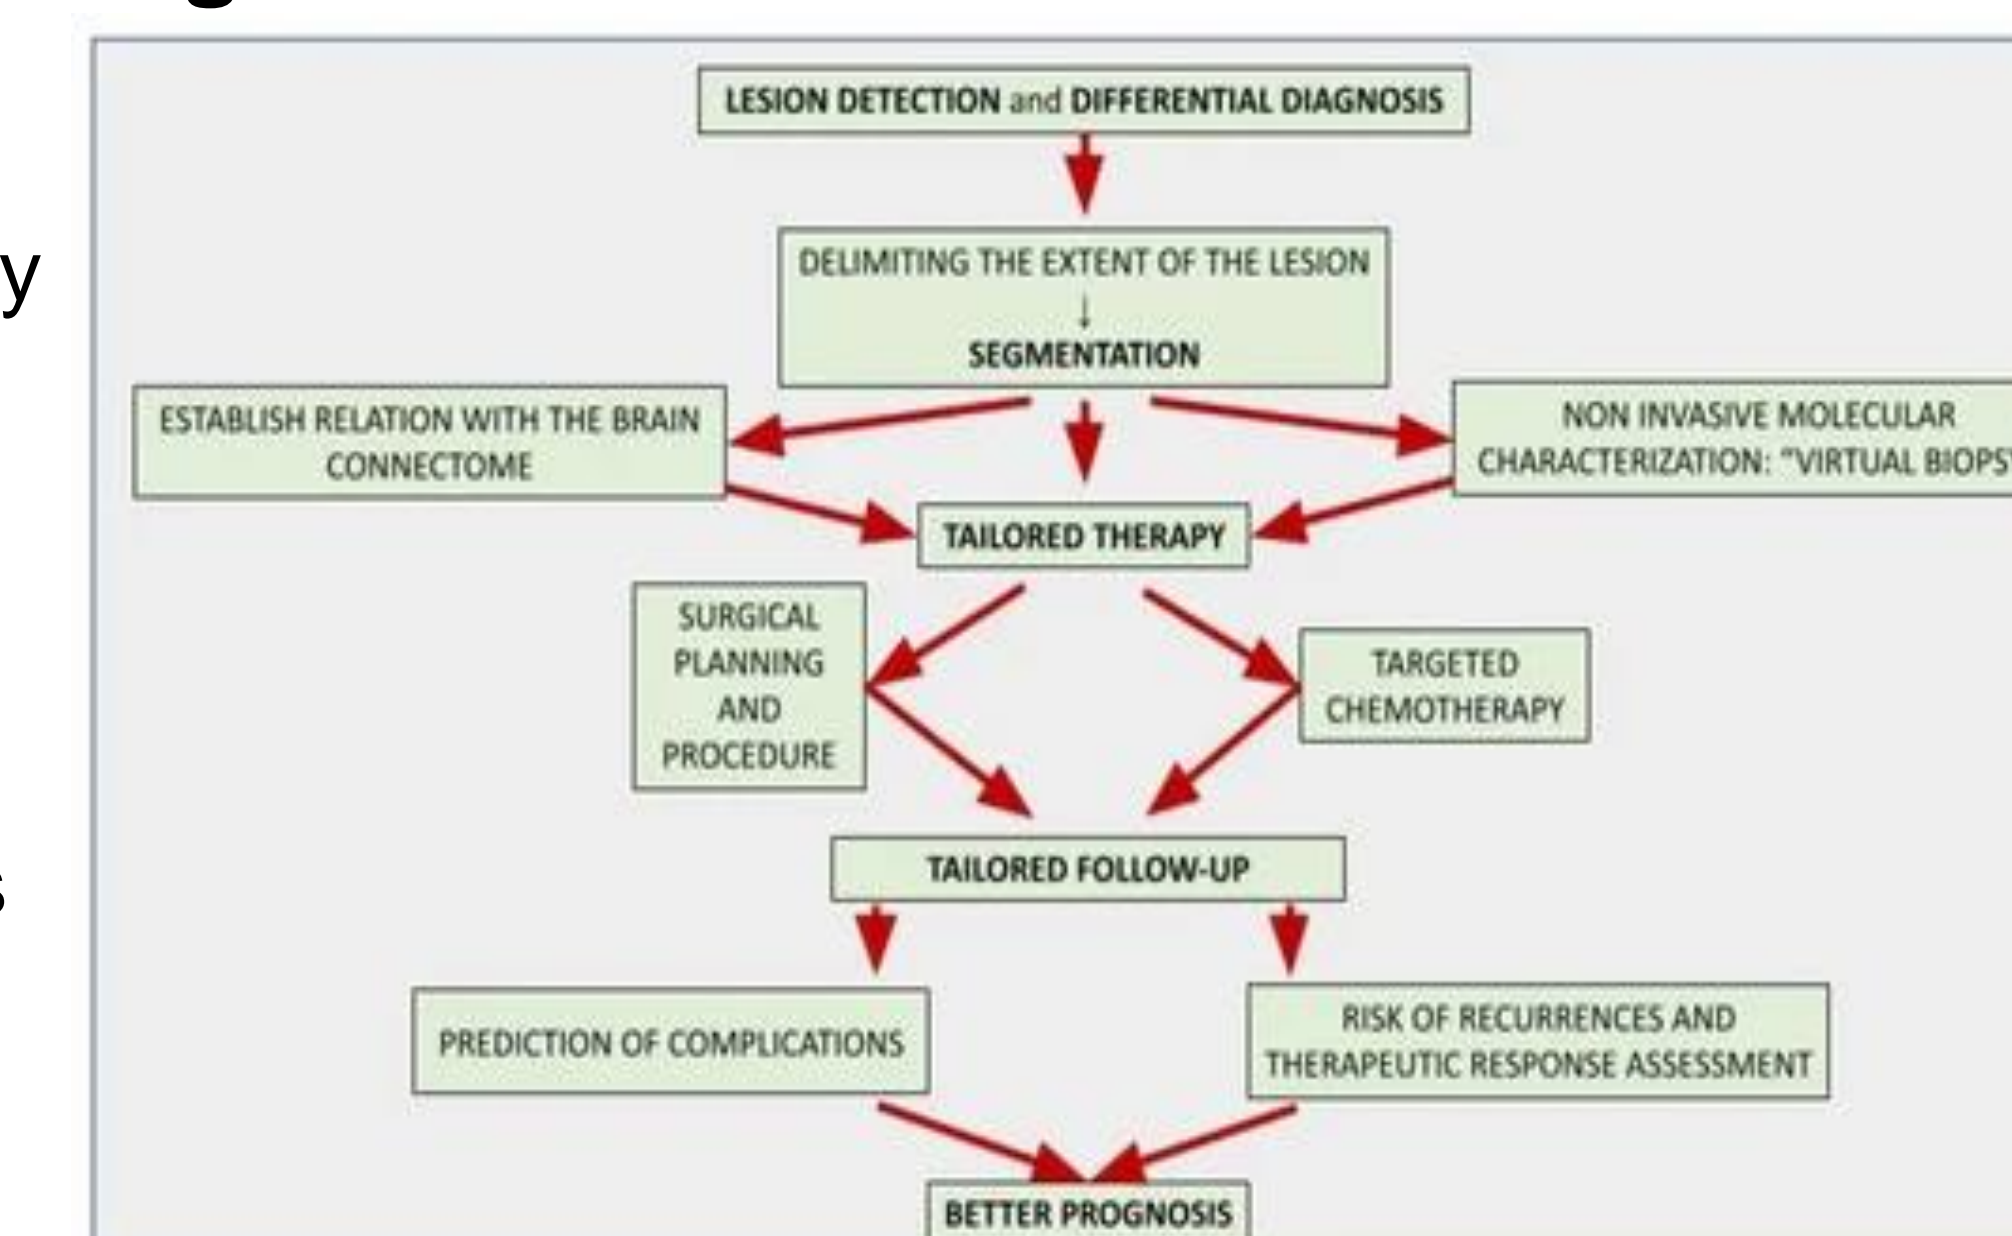 LESION DETECTION and DIFFERENTIAL DIAGNOSIS
DELIMITING THE EXTENT OF THE LESION
↓
SEGMENTATION
ESTABLISH RELATION WITH THE BRAIN
CONNECTOME
NON INVASIVE MOLECULAR
CHARACTERIZATION: "VIRTUAL BIOPSY
TAILORED THERAPY
SURGICAL
PLANNING
AND
PROCEDURE
TARGETED
CHEMOTHERAPY
TAILORED FOLLOW-UP
PREDICTION OF COMPLICATIONS
RISK OF RECURRENCES AND
THERAPEUTIC RESPONSE ASSESSMENT
BETTER PROGNOSIS